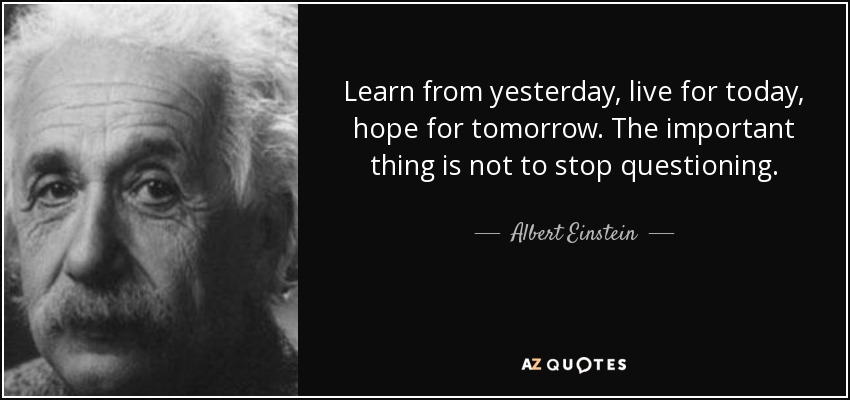 Learn from yesterday, live for today,
hope for tomorrow. The important
thing is not to stop questioning.
Albert Einstein
AZ QUOTES